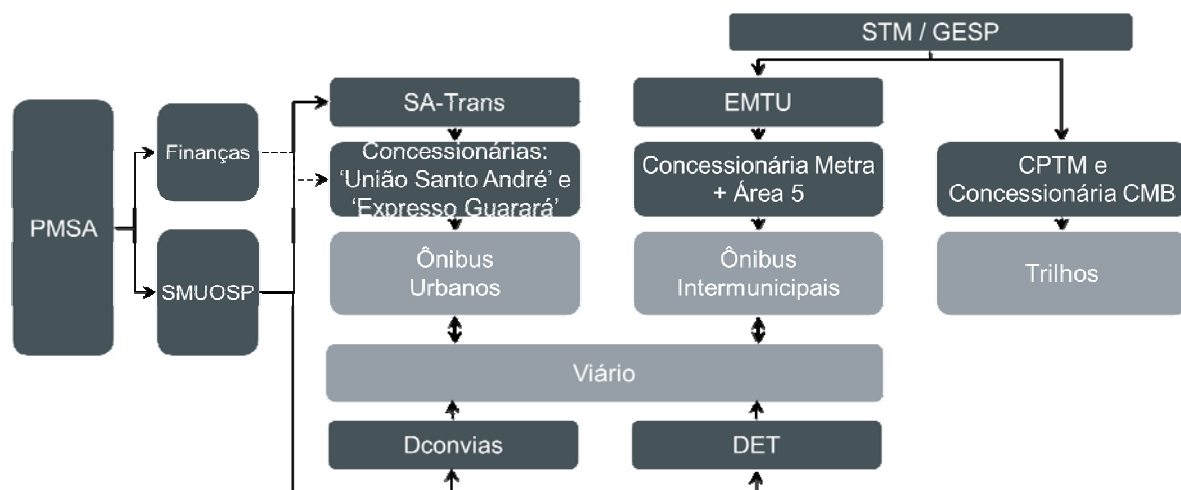 STM / GESP
SA-Trans
EMTU
Finanças
Concessionárias:
‘União Santo André’ e
‘Expresso Guarará’
Concessionária Metra
+ Área 5
CPTM e
Concessionária CMB
PMSA
SMUOSP
Ônibus
Urbanos
Ônibus
Intermunicipais
Trilhos
Viário
Dconvias
DET